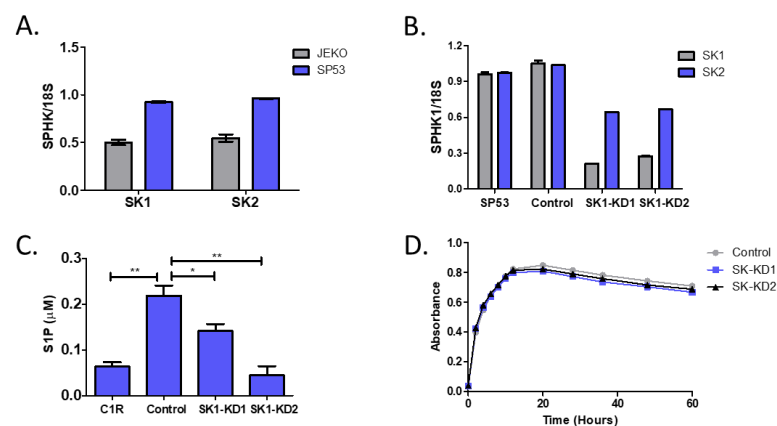 A.
SPHK/18S
1.5
1.0
0.5
0.0
SK1 SK2
JEKO
SP53
B.
SPHK1/18S
1.2
0.9
0.6
0.3
0.0
SP53 Control SK1-KD1 SK1-KD2
SK1
SK2
C.
S1P (μM)
0.3
0.2
0.1
0.0
** * **
C1R Control SK1-KD1 SK1-KD2
D.
Absorbance
1.0
0.8
0.6
0.4
0.2
0.0
0 20 40 60
Time (Hours)
Control
SK-KD1
SK-KD2